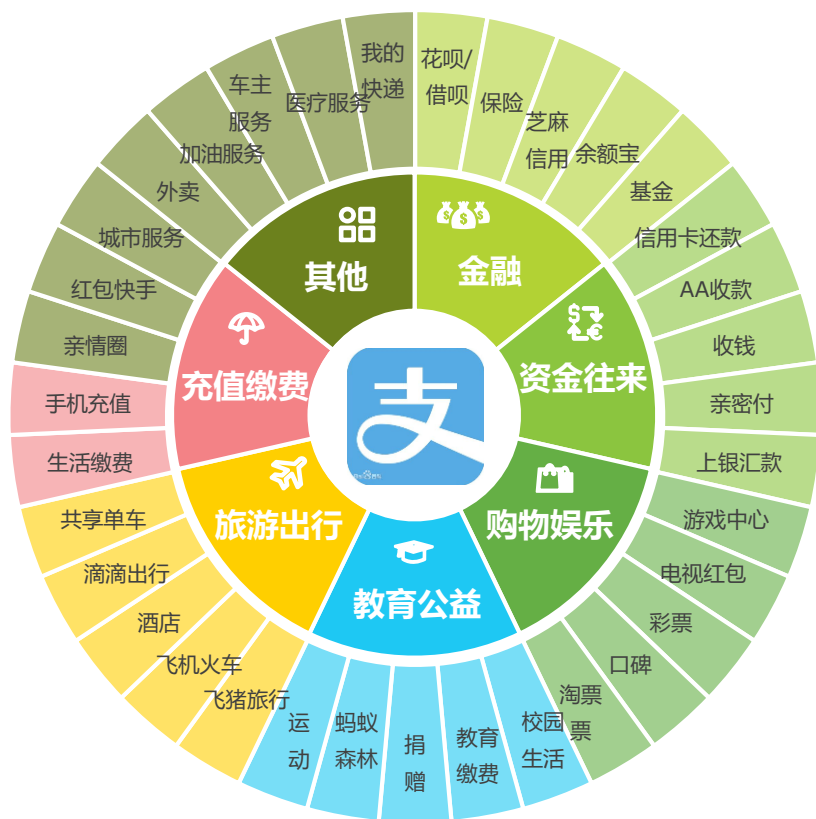 花呗/
借呗
保险
芝麻
信用
余额宝
基金
信用卡还款
AA收款
收钱
亲密付
上银汇款
游戏中心
电视红包
彩票
口碑
淘票
票
校园
生活
教育
缴费
捐
赠
蚂蚁
森林
运
动
飞猪旅行
飞机火车
酒店
滴滴出行
共享单车
生活缴费
手机充值
亲情圈
红包快手
城市服务
外卖
加油服务
车主
服务
医疗服务
我的
快递
金融
资金往来
购物娱乐
教育公益
旅游出行
充值缴费
其他
支